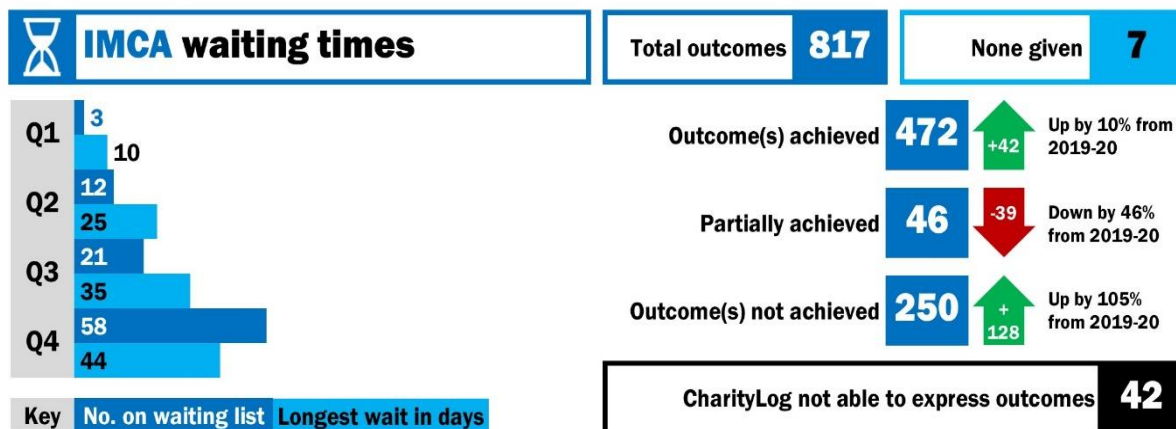 IMCA waiting times
Q1
3
10
Q2
12
25
Q3
21
35
Q4
58
44
Key No. on waiting list Longest wait in days
Total outcomes 817
None given 7
Outcome(s) achieved 472 +42 Up by 10% from
2019-20
Partially achieved 46 -39 Down by 46%
from 2019-20
Outcome(s) not achieved 250 +
128 Up by 105%
from 2019-20
CharityLog not able to express outcomes 42